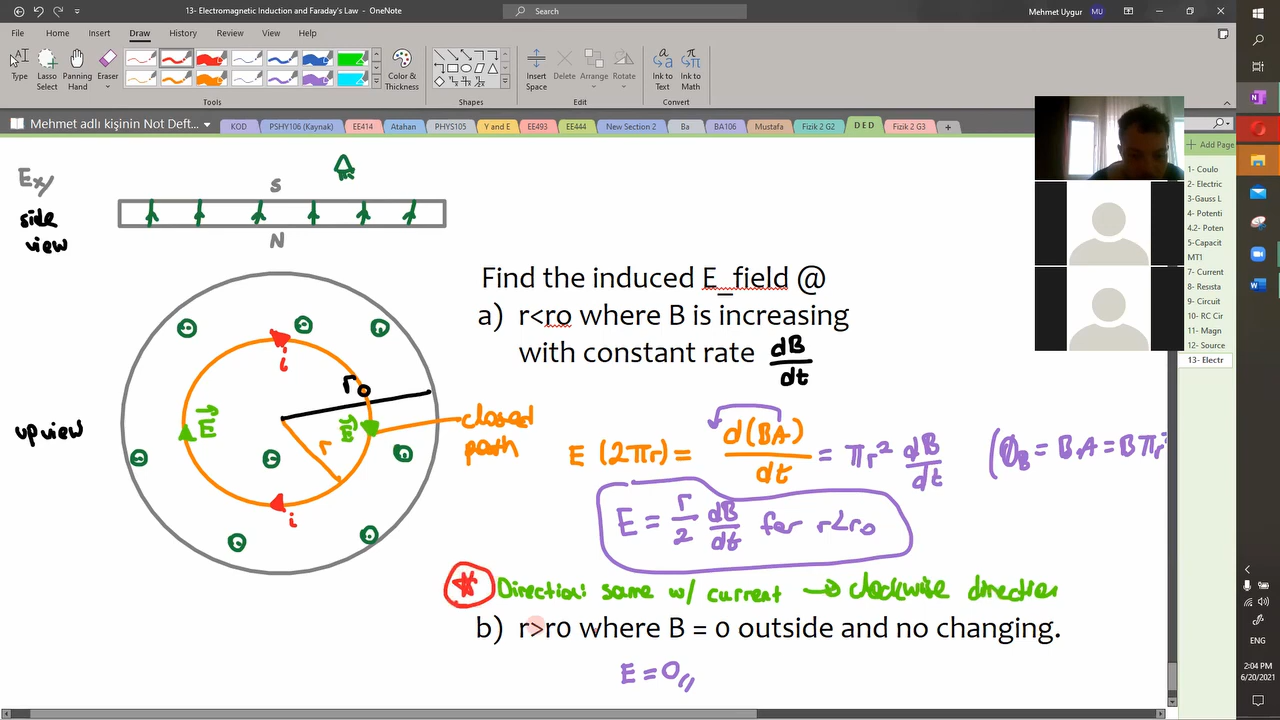 13- Electromagnetic Induction and Faraday's Law - OneNote
Search
Mehmet Uygur MU
File Home Insert Draw History Review View Help
Type
Lasso Select
Panning Hand
Eraser
Color & Thickness
Insert Space
Delete
Arrange
Rotate
Ink to Text
Ink to Math
Tools
Shapes
Edit
Convert
Mehmet adlı kişinin Not Deft...
KOD PSHY106 (Kaynak) EE414 Atahan PHYS105 Y and E EE493 EE444 New Section 2 Ba BA106 Mustafa Fizik 2 G2 D E D Fizik 2 G3 +
Add Page
1- Coulo
2- Electric
3-Gauss L
4- Potenti
4.2- Poten
5-Capacit
MT1
7- Current
8- Resista
9- Circuit
10- RC Cir
11- Magn
12- Source
13- Electr
Ex/
side view
S
N
up view
i
r0
E
E
r
i
closed path
Find the induced E_field @
a) r<ro where B is increasing
with constant rate dB/dt
E (2πr) = d(BA)/dt = πr² dB/dt (ΦB = B.A = Bπr²
E = r/2 dB/dt for r<r0
* Direction: same w/ current → clockwise direction
b) r>r0 where B = 0 outside and no changing.
E = 0//
ENG
2:04 PM
6/20/2021